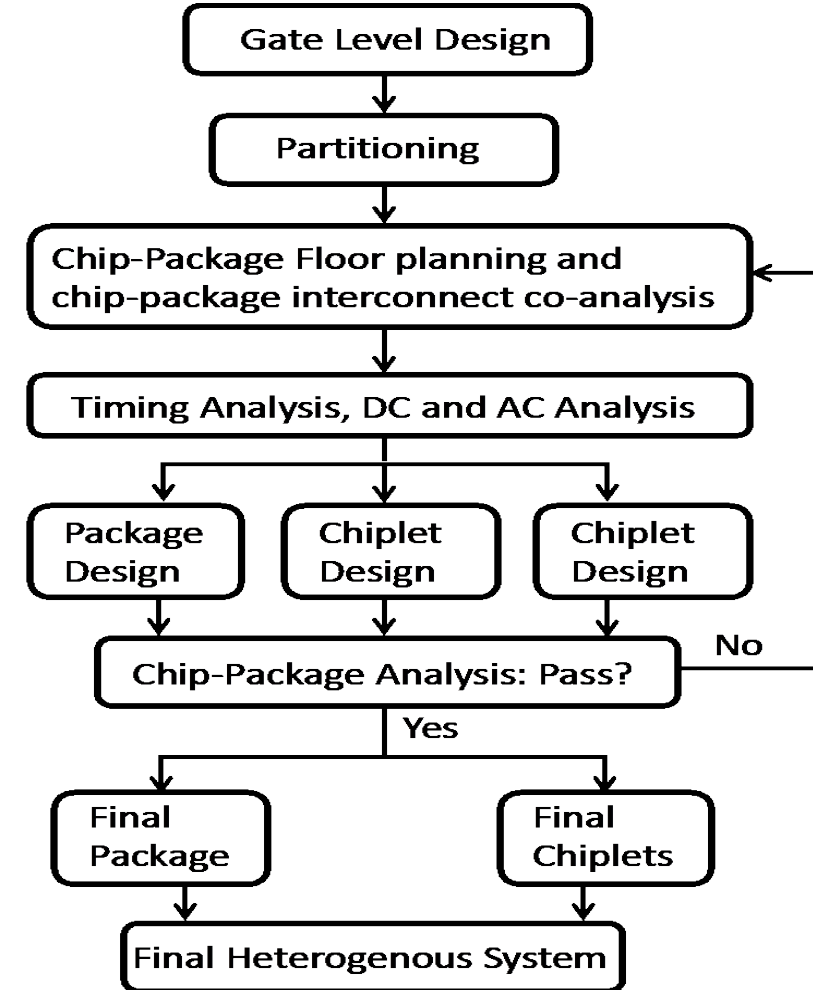 Gate Level Design
Partitioning
Chip-Package Floor planning and
chip-package interconnect co-analysis
Timing Analysis, DC and AC Analysis
Package
Design
Chiplet
Design
Chiplet
Design
Chip-Package Analysis: Pass?
No
Yes
Final
Package
Final
Chiplets
Final Heterogenous System